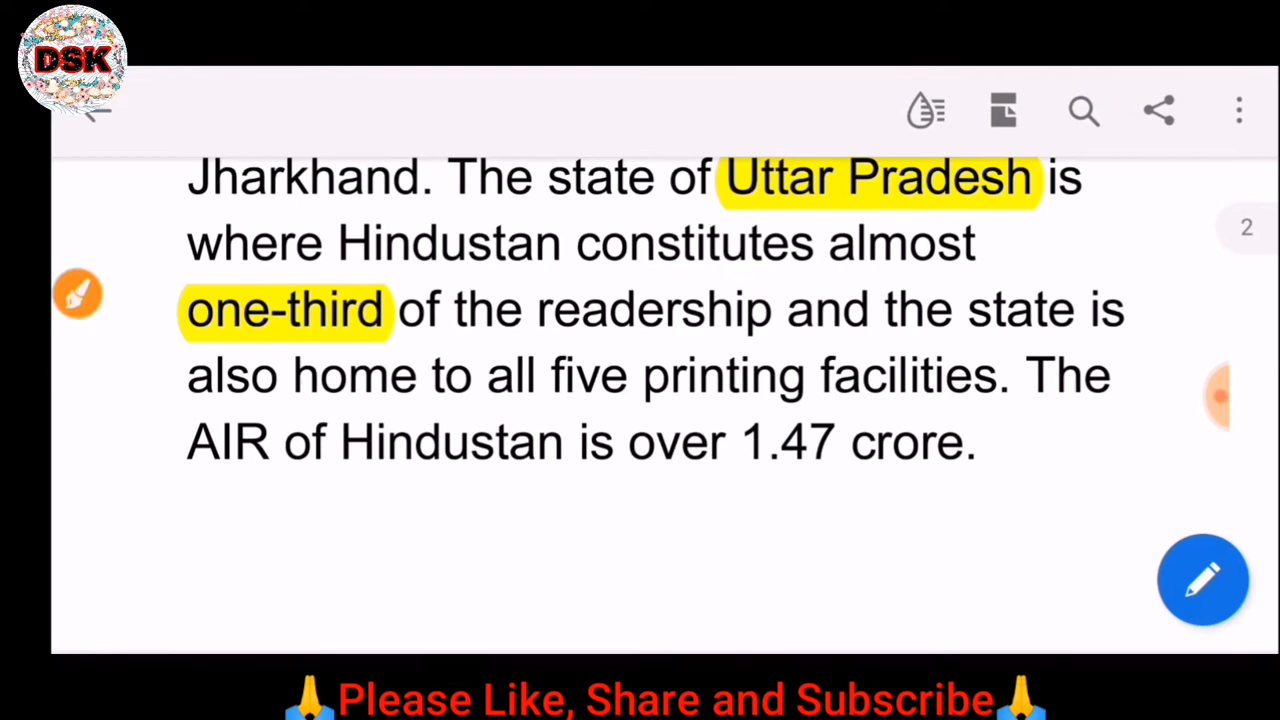 DSK
Jharkhand. The state of Uttar Pradesh is
where Hindustan constitutes almost
one-third of the readership and the state is
also home to all five printing facilities. The
AIR of Hindustan is over 1.47 crore.
2
🙏Please Like, Share and Subscribe🙏